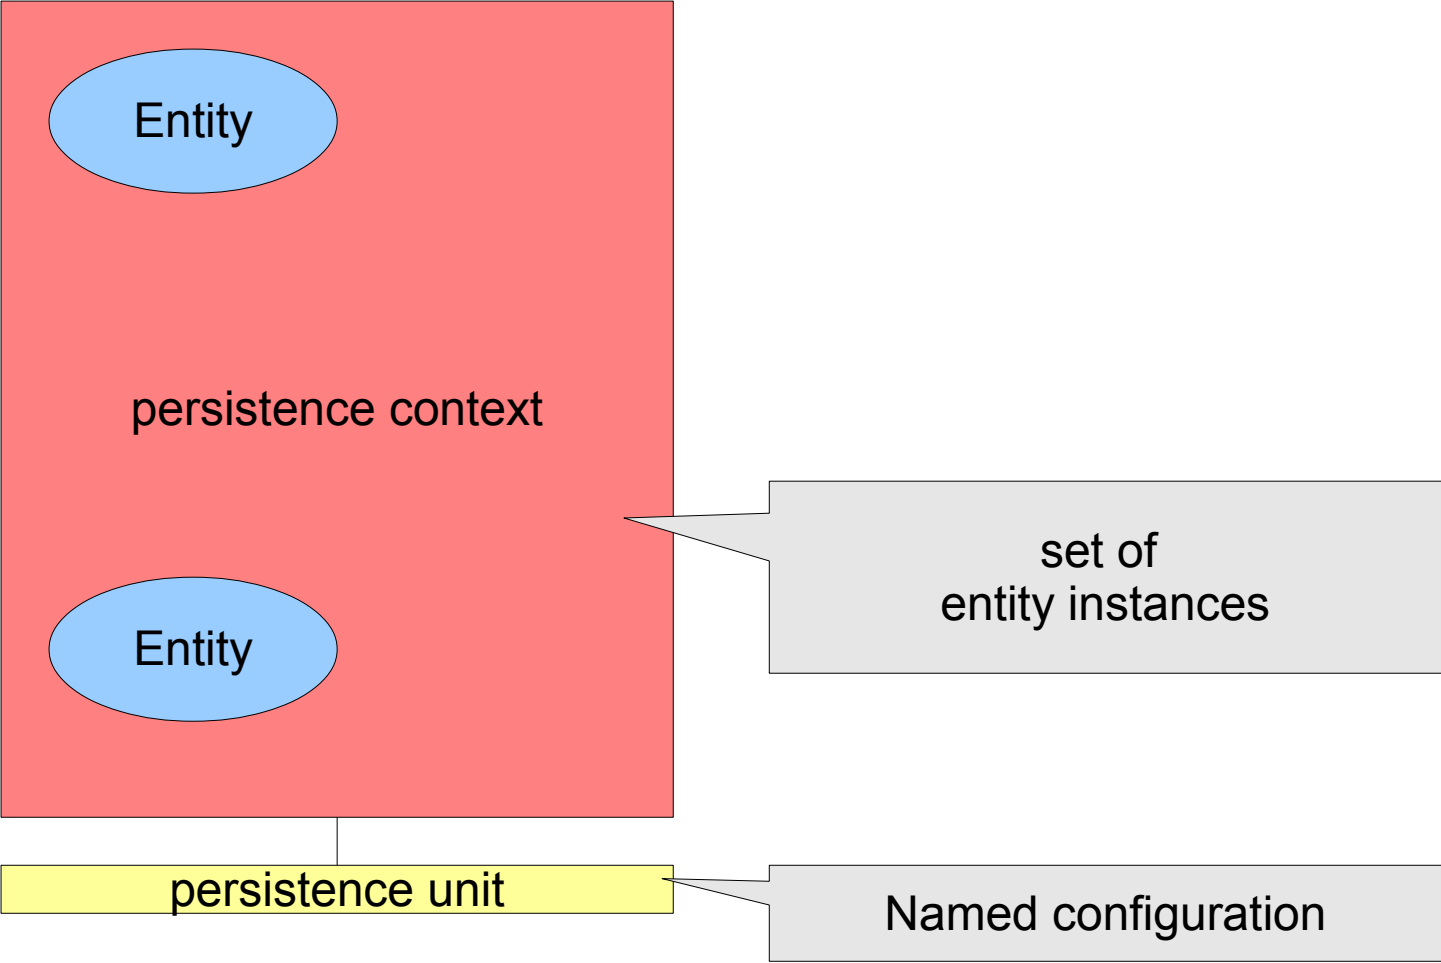 Entity
persistence context
set of
entity instances
Entity
persistence unit
Named configuration